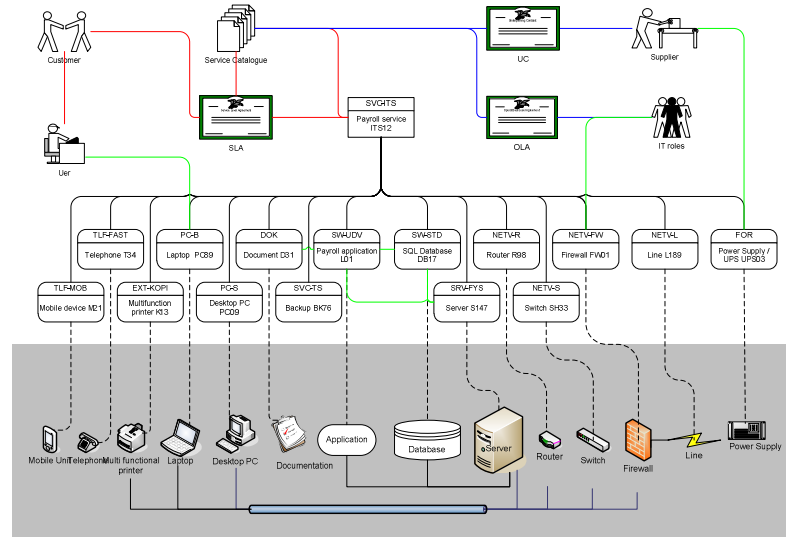 Customer
Service Catalogue
UC
Supplier
SVC-ITS
Payroll service
ITS12
SLA
OLA
IT roles
Uer
TLF-FAST
Telephone T34
PC-B
Laptop PC89
DOK
Document D31
SW-UDV
Payroll application
L01
SW-STD
SQL Database
DB17
NETV-R
Router R98
NETV-FW
Firewall FW01
NETV-L
Line L189
FOR
Power Supply /
UPS UPS03
TLF-MOB
Mobile device M21
EXT-KOPI
Multifunction
printer K13
PC-S
Desktop PC
PC09
SVC-TS
Backup BK76
SRV-FYS
Server S147
NETV-S
Switch SH33
Mobile Unit
Telephone
Multi functional
printer
Laptop
Desktop PC
Documentation
Application
Database
Server
Router
Switch
Firewall
Line
Power Supply